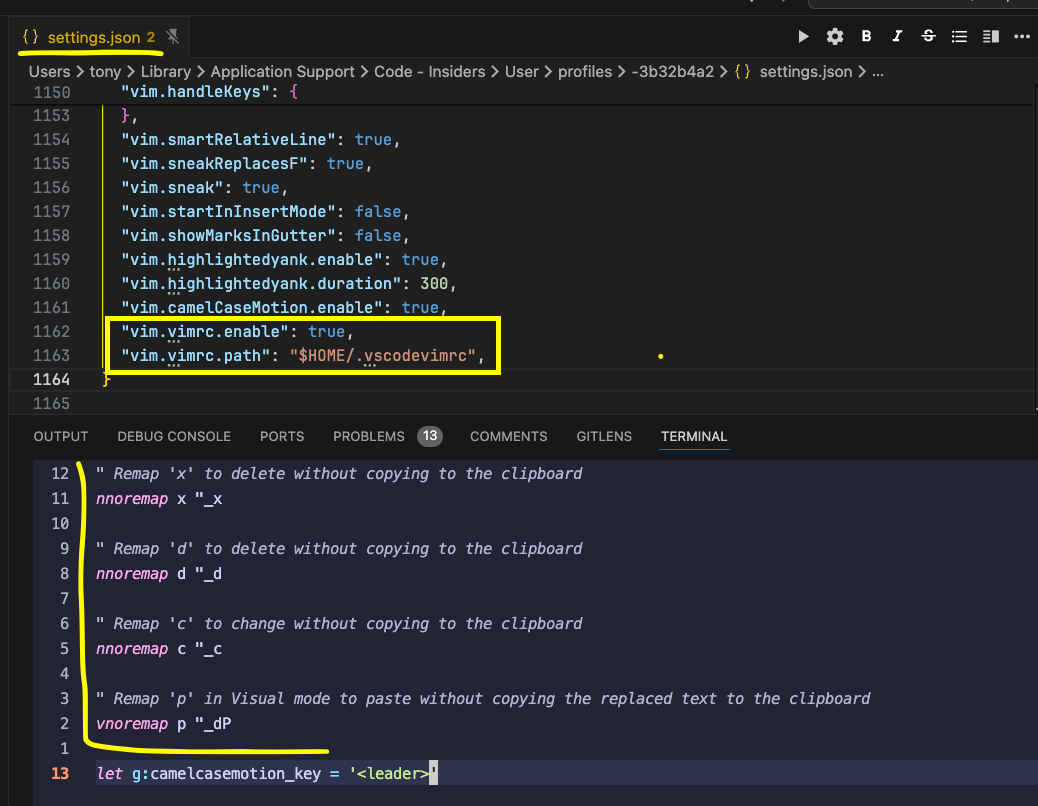 {} settings.json 2
B I S
Users > tony > Library > Application Support > Code - Insiders > User > profiles > -3b32b4a2 > {} settings.json > ...
1150 "vim.handleKeys": {
1153 },
1154 "vim.smartRelativeLine": true,
1155 "vim.sneakReplacesF": true,
1156 "vim.sneak": true,
1157 "vim.startInInsertMode": false,
1158 "vim.showMarksInGutter": false,
1159 "vim.highlightedyank.enable": true,
1160 "vim.highlightedyank.duration": 300,
1161 "vim.camelCaseMotion.enable": true,
1162 "vim.vimrc.enable": true,
1163 "vim.vimrc.path": "$HOME/.vscodevimrc",
1164 }
1165
OUTPUT DEBUG CONSOLE PORTS PROBLEMS 13 COMMENTS GITLENS TERMINAL
12 " Remap 'x' to delete without copying to the clipboard
11 nnoremap x "_x
10
9 " Remap 'd' to delete without copying to the clipboard
8 nnoremap d "_d
7
6 " Remap 'c' to change without copying to the clipboard
5 nnoremap c "_c
4
3 " Remap 'p' in Visual mode to paste without copying the replaced text to the clipboard
2 vnoremap p "_dP
1
13 let g:camelcasemotion_key = '<leader>'